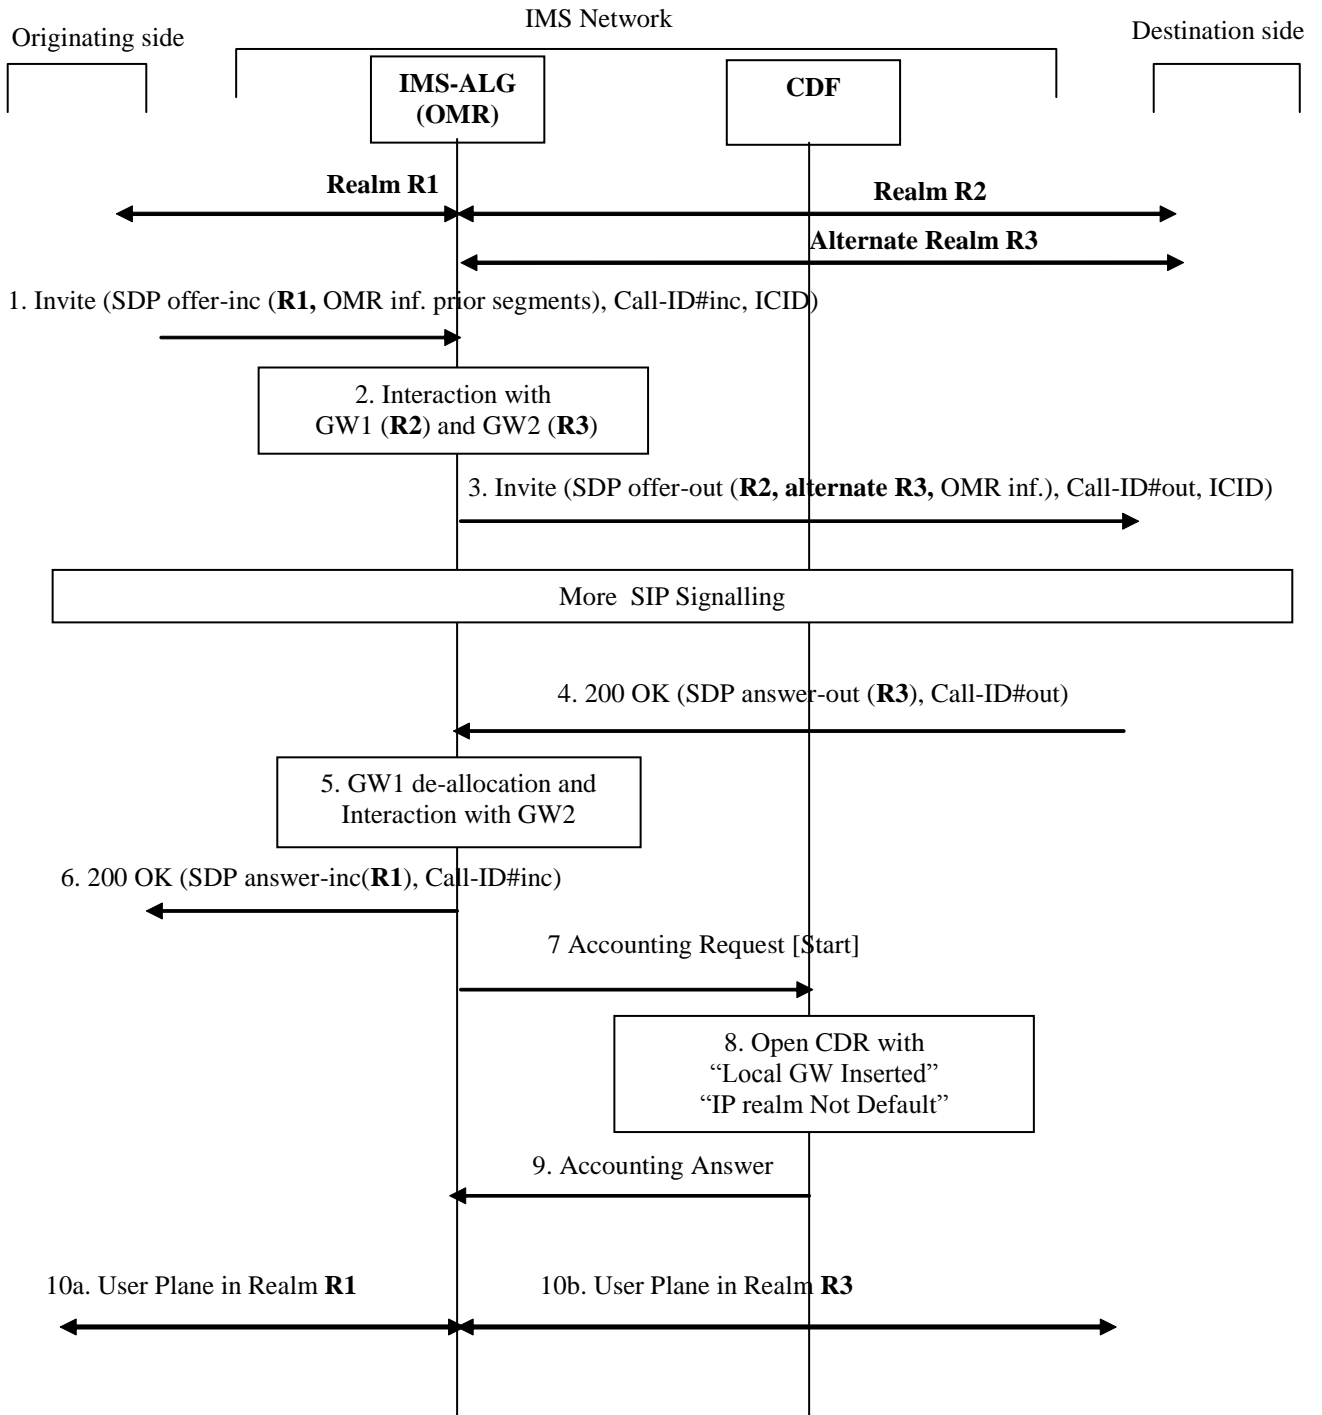 IMS Network
Originating side
Destination side
IMS-ALG
(OMR)
CDF
Realm R1
Realm R2
Alternate Realm R3
1. Invite (SDP offer-inc (R1, OMR inf. prior segments), Call-ID#inc, ICID)
2. Interaction with
GW1 (R2) and GW2 (R3)
3. Invite (SDP offer-out (R2, alternate R3, OMR inf.), Call-ID#out, ICID)
More SIP Signalling
4. 200 OK (SDP answer-out (R3), Call-ID#out)
5. GW1 de-allocation and
Interaction with GW2
6. 200 OK (SDP answer-inc(R1), Call-ID#inc)
7 Accounting Request [Start]
8. Open CDR with
“Local GW Inserted”
“IP realm Not Default”
9. Accounting Answer
10a. User Plane in Realm R1
10b. User Plane in Realm R3